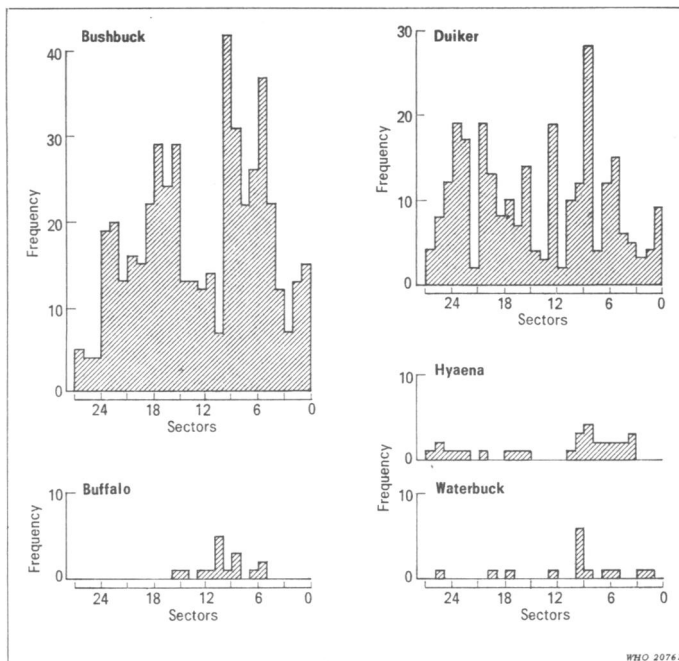 Bushbuck
40
30
20
10
0
Frequency
24 18 12 6 0
Sectors
Duiker
30
20
10
0
Frequency
24 18 12 6 0
Sectors
Hyaena
10
0
Buffalo
10
0
Frequency
24 18 12 6 0
Sectors
Waterbuck
10
0
Frequency
24 18 12 6 0
Sectors
WHO 2076